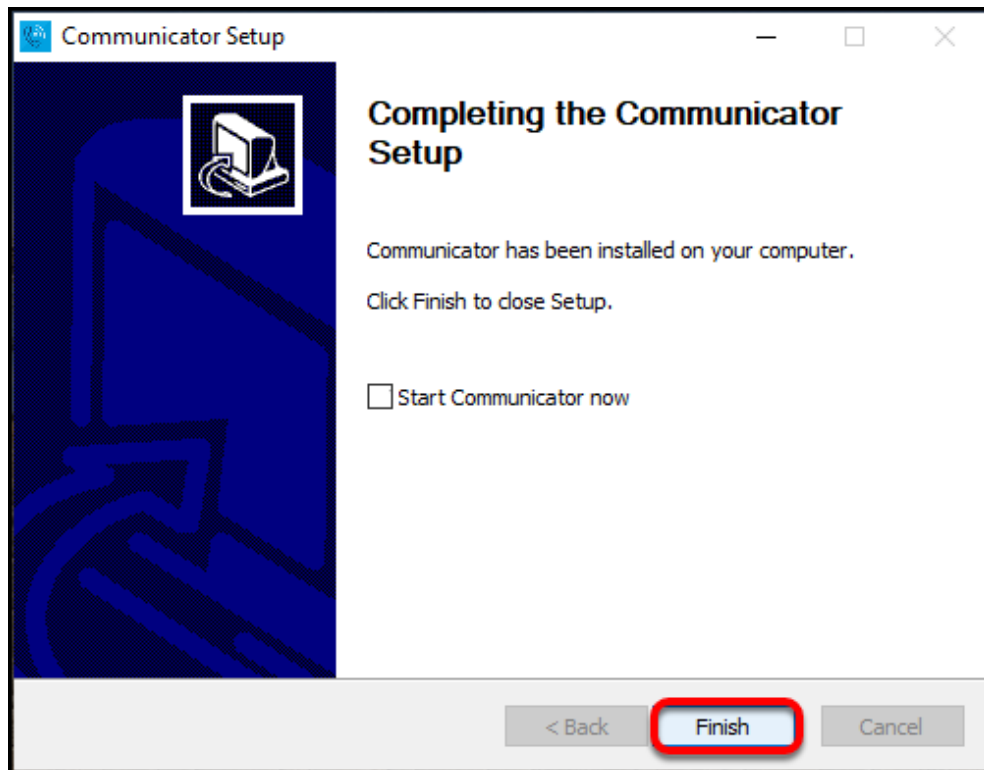 Communicator Setup
Completing the Communicator
Setup
Communicator has been installed on your computer.
Click Finish to close Setup.
Start Communicator now
< Back Finish Cancel